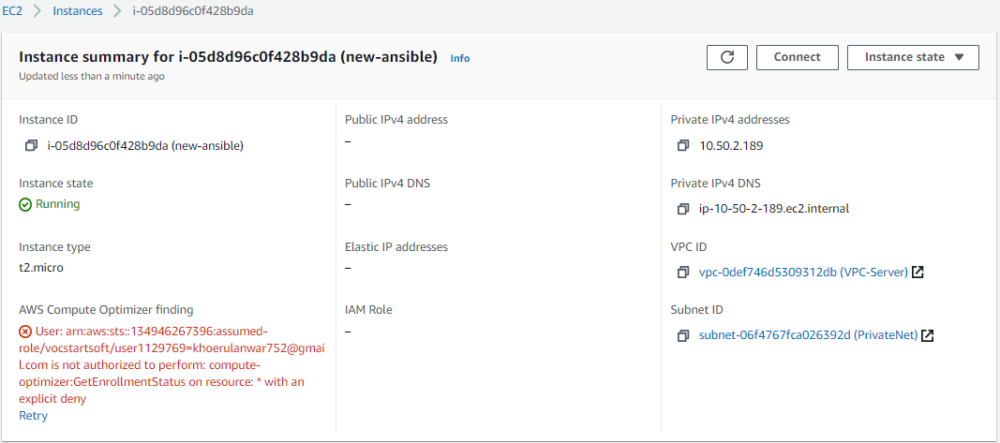 EC2 > Instances > i-05d8d96c0f428b9da
Instance summary for i-05d8d96c0f428b9da (new-ansible) Info
Updated less than a minute ago
Connect
Instance state
Instance ID
i-05d8d96c0f428b9da (new-ansible)
Instance state
Running
Instance type
t2.micro
AWS Compute Optimizer finding
User: arn:aws:sts::134946267396:assumed-
role/vocstartsoft/user1129769=khoerulanwar752@gmai
l.com is not authorized to perform: compute-
optimizer:GetEnrollmentStatus on resource: * with an
explicit deny
Retry
Public IPv4 address
–
Public IPv4 DNS
–
Elastic IP addresses
–
IAM Role
–
Private IPv4 addresses
10.50.2.189
Private IPv4 DNS
ip-10-50-2-189.ec2.internal
VPC ID
vpc-0def746d5309312db (VPC-Server)
Subnet ID
subnet-06f4767fca026392d (PrivateNet)